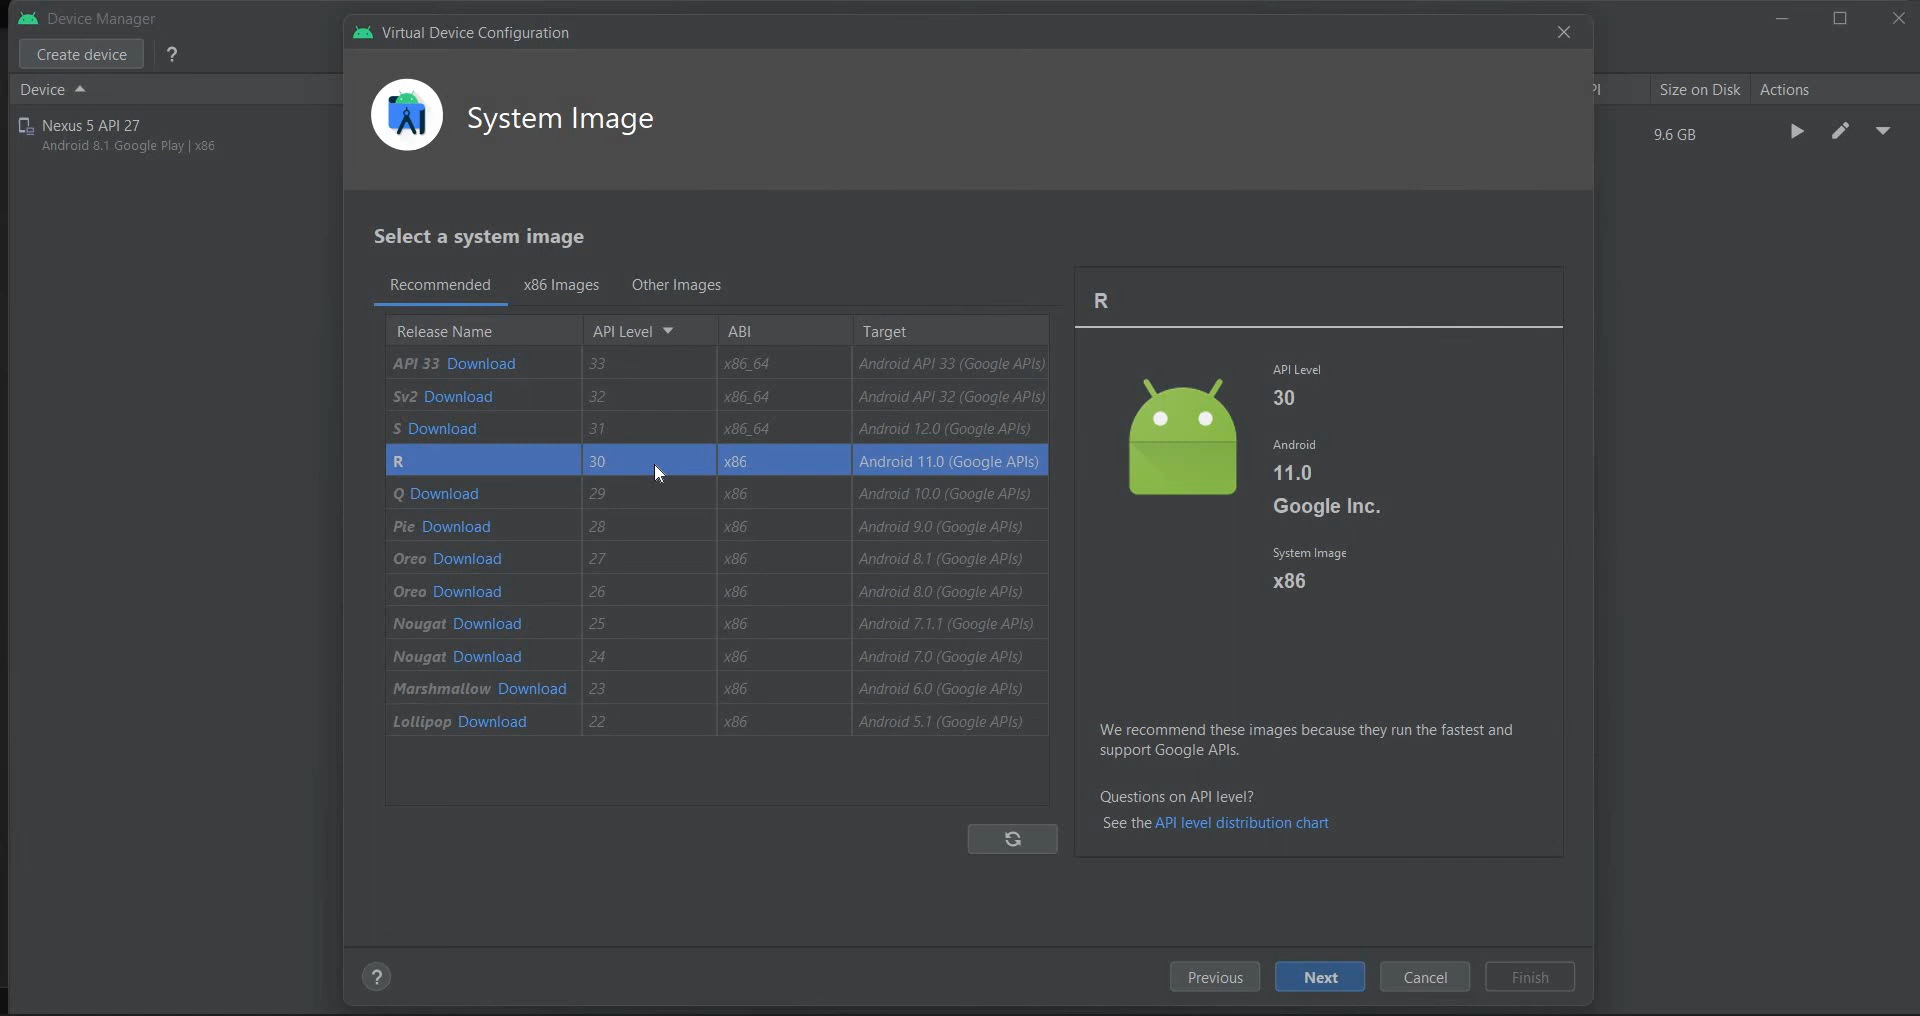 Device Manager
Create device ?
Device
Nexus 5 API 27
Android 8.1 Google Play | x86
Virtual Device Configuration
System Image
Select a system image
Recommended x86 Images Other Images
Release Name API Level ABI Target
API 33 Download 33 x86_64 Android API 33 (Google APIs)
Sv2 Download 32 x86_64 Android API 32 (Google APIs)
S Download 31 x86_64 Android 12.0 (Google APIs)
R 30 x86 Android 11.0 (Google APIs)
Q Download 29 x86 Android 10.0 (Google APIs)
Pie Download 28 x86 Android 9.0 (Google APIs)
Oreo Download 27 x86 Android 8.1 (Google APIs)
Oreo Download 26 x86 Android 8.0 (Google APIs)
Nougat Download 25 x86 Android 7.1.1 (Google APIs)
Nougat Download 24 x86 Android 7.0 (Google APIs)
Marshmallow Download 23 x86 Android 6.0 (Google APIs)
Lollipop Download 22 x86 Android 5.1 (Google APIs)
R
API Level
30
Android
11.0
Google Inc.
System Image
x86
We recommend these images because they run the fastest and
support Google APIs.
Questions on API level?
See the API level distribution chart
? Previous Next Cancel Finish
PI Size on Disk Actions
9.6 GB